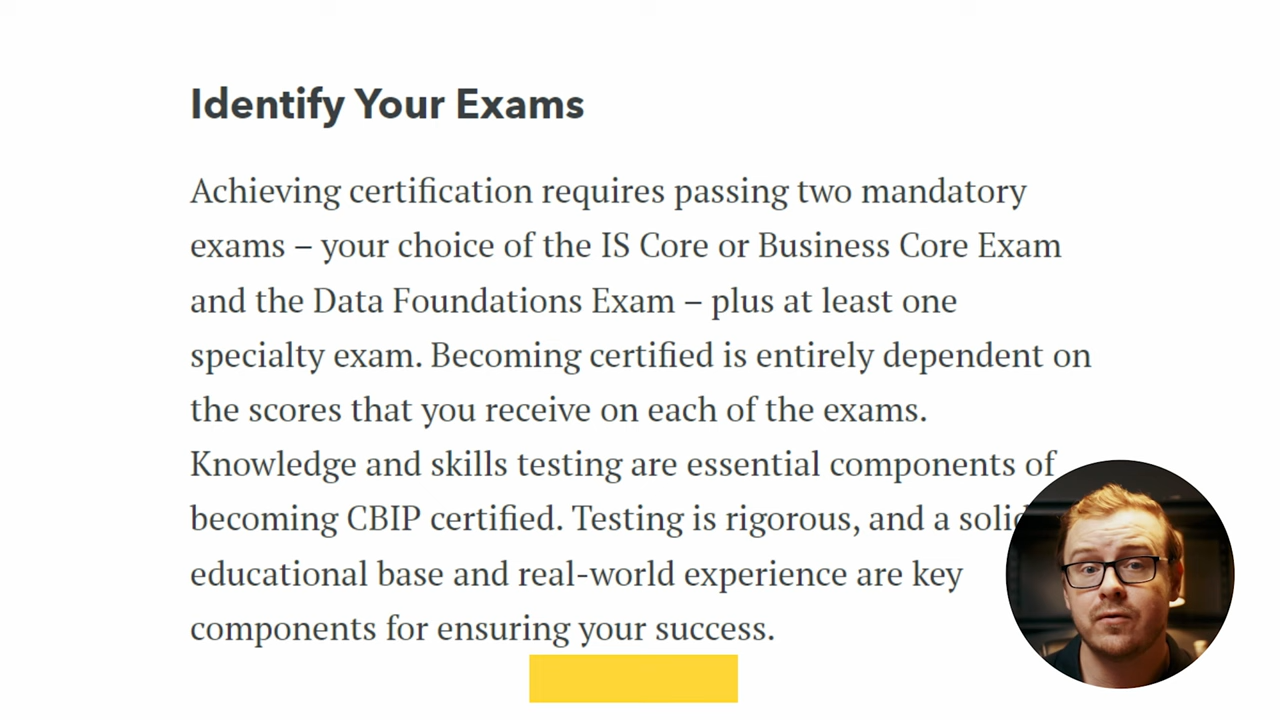 Identify Your Exams
Achieving certification requires passing two mandatory
exams – your choice of the IS Core or Business Core Exam
and the Data Foundations Exam – plus at least one
specialty exam. Becoming certified is entirely dependent on
the scores that you receive on each of the exams.
Knowledge and skills testing are essential components of
becoming CBIP certified. Testing is rigorous, and a solid
educational base and real-world experience are key
components for ensuring your success.